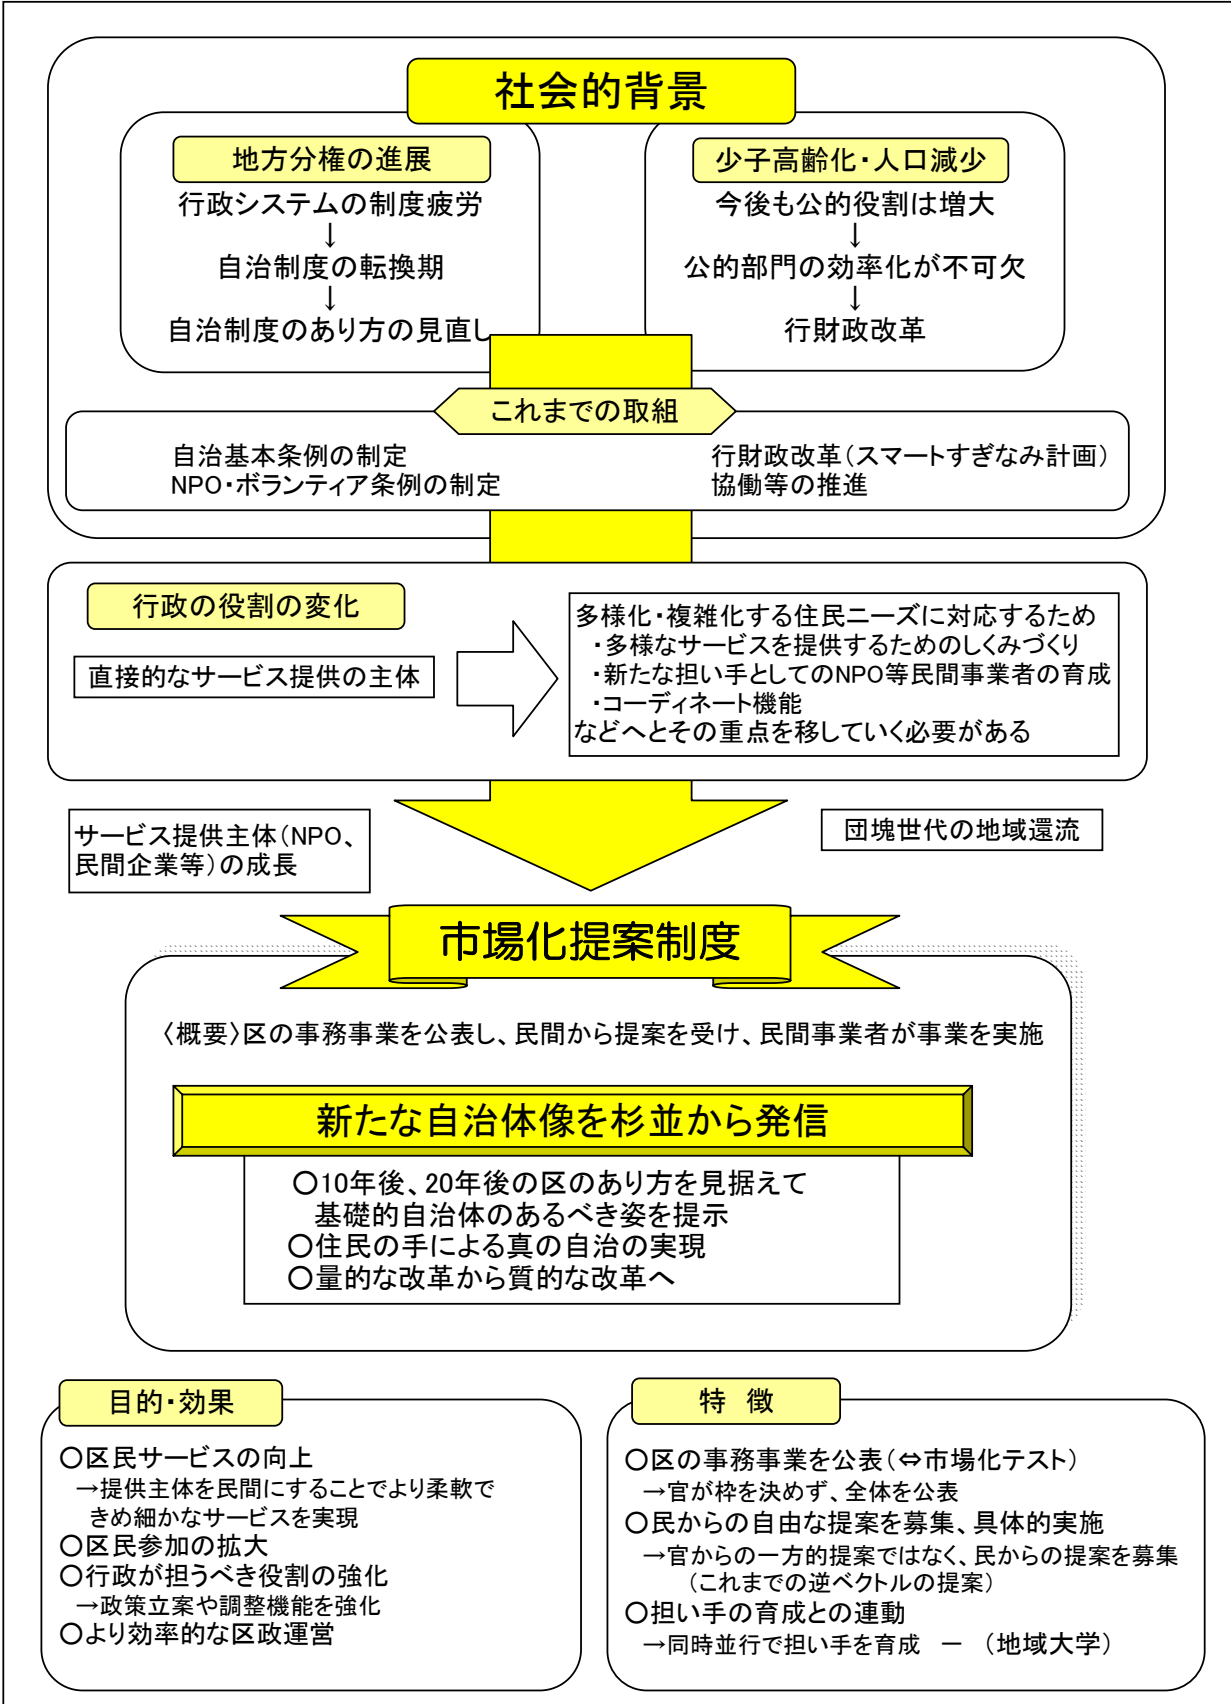 社会的背景
地方分権の進展
行政システムの制度疲労
↓
自治制度の転換期
↓
自治制度のあり方の見直し
少子高齢化・人口減少
今後も公的役割は増大
↓
公的部門の効率化が不可欠
↓
行財政改革
これまでの取組
自治基本条例の制定
NPO・ボランティア条例の制定
行財政改革（スマートすぎなみ計画）
協働等の推進
行政の役割の変化
直接的なサービス提供の主体
多様化・複雑化する住民ニーズに対応するため
・多様なサービスを提供するためのしくみづくり
・新たな担い手としてのNPO等民間事業者の育成
・コーディネート機能
などへとその重点を移していく必要がある
サービス提供主体（NPO、
民間企業等）の成長
団塊世代の地域還流
市場化提案制度
〈概要〉区の事務事業を公表し、民間から提案を受け、民間事業者が事業を実施
新たな自治体像を杉並から発信
○10年後、20年後の区のあり方を見据えて
基礎的自治体のあるべき姿を提示
○住民の手による真の自治の実現
○量的な改革から質的な改革へ
目的・効果
○区民サービスの向上
→提供主体を民間にすることでより柔軟で
きめ細かなサービスを実現
○区民参加の拡大
○行政が担うべき役割の強化
→政策立案や調整機能を強化
○より効率的な区政運営
特　徴
○区の事務事業を公表（⇔市場化テスト）
→官が枠を決めず、全体を公表
○民からの自由な提案を募集、具体的実施
→官からの一方的提案ではなく、民からの提案を募集
（これまでの逆ベクトルの提案）
○担い手の育成との連動
→同時並行で担い手を育成　－　（地域大学）